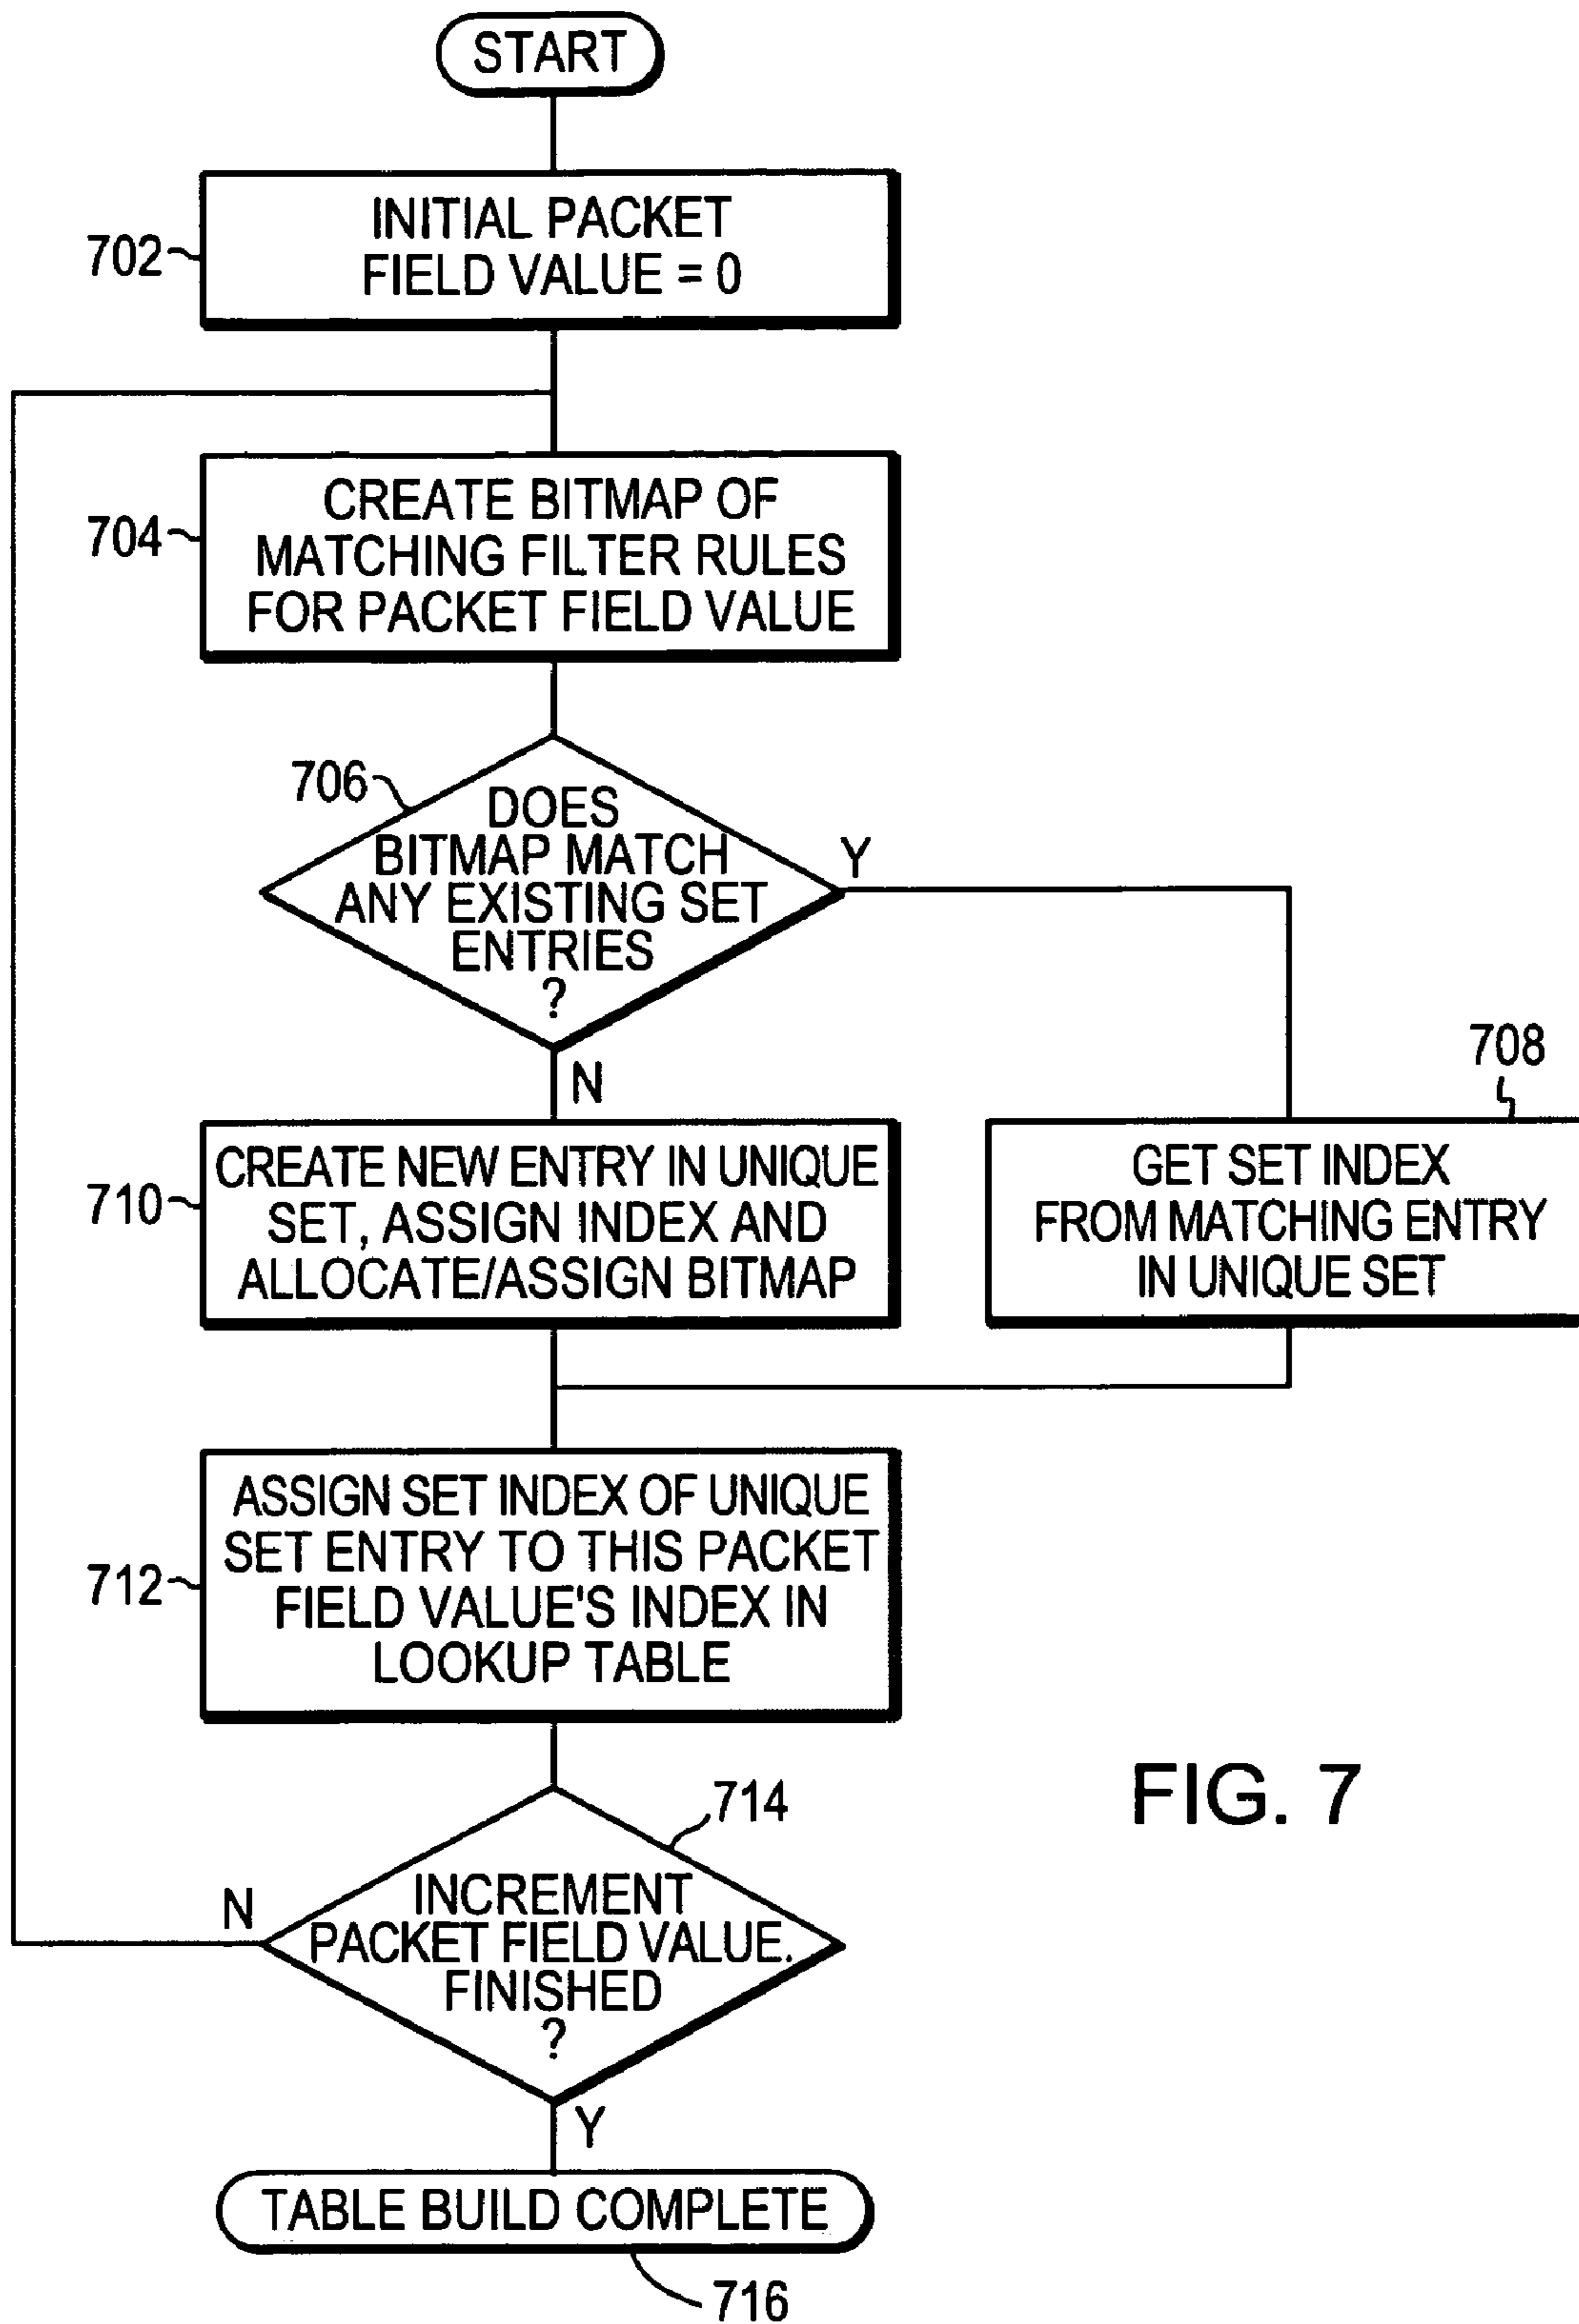 START
702
INITIAL PACKET
FIELD VALUE = 0
704
CREATE BITMAP OF
MATCHING FILTER RULES
FOR PACKET FIELD VALUE
706
DOES
BITMAP MATCH
ANY EXISTING SET
ENTRIES
?
Y
N
708
GET SET INDEX
FROM MATCHING ENTRY
IN UNIQUE SET
710
CREATE NEW ENTRY IN UNIQUE
SET, ASSIGN INDEX AND
ALLOCATE/ASSIGN BITMAP
712
ASSIGN SET INDEX OF UNIQUE
SET ENTRY TO THIS PACKET
FIELD VALUE'S INDEX IN
LOOKUP TABLE
714
INCREMENT
PACKET FIELD VALUE.
FINISHED
?
N
Y
TABLE BUILD COMPLETE
716
FIG. 7